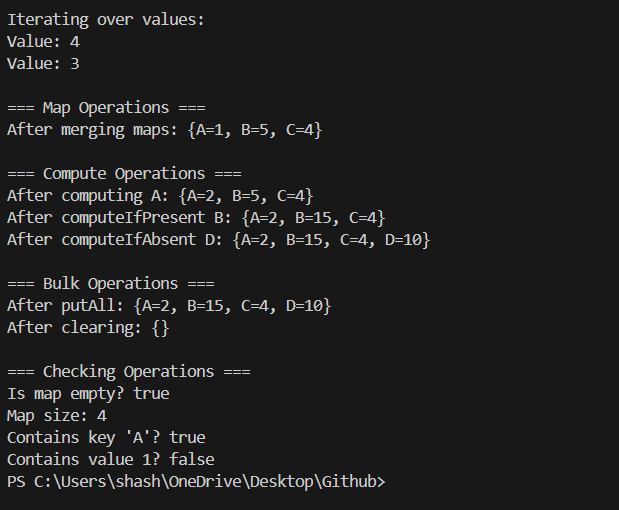 Iterating over values:
Value: 4
Value: 3
=== Map Operations ===
After merging maps: {A=1, B=5, C=4}
=== Compute Operations ===
After computing A: {A=2, B=5, C=4}
After computeIfPresent B: {A=2, B=15, C=4}
After computeIfAbsent D: {A=2, B=15, C=4, D=10}
=== Bulk Operations ===
After putAll: {A=2, B=15, C=4, D=10}
After clearing: {}
=== Checking Operations ===
Is map empty? true
Map size: 4
Contains key 'A'? true
Contains value 1? false
PS C:\Users\shash\OneDrive\Desktop\Github>